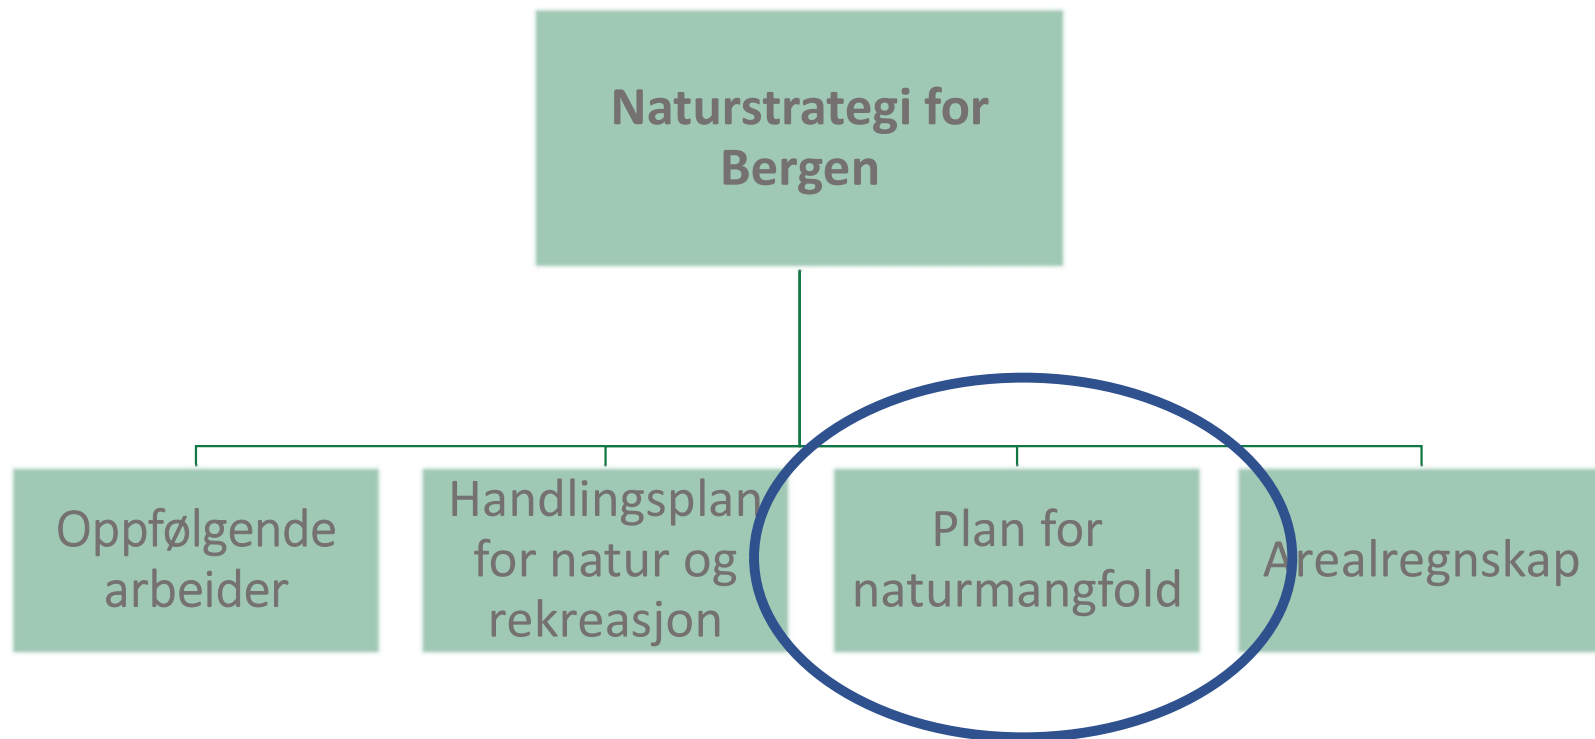 Naturstrategi for
Bergen
Oppfølgende
arbeider
Handlingsplan
for natur og
rekreasjon
Plan for
naturmangfold
Arealregnskap